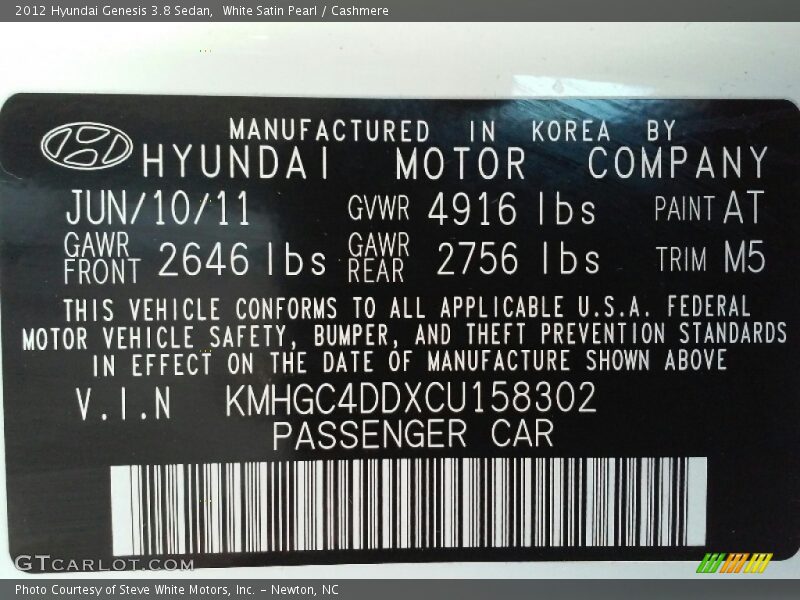 2012 Hyundai Genesis 3.8 Sedan,  White Satin Pearl / Cashmere
MANUFACTURED IN KOREA BY
HYUNDAI MOTOR COMPANY
JUN/10/11 GVWR 4916 lbs PAINT AT
GAWR FRONT 2646 lbs GAWR REAR 2756 lbs TRIM M5
THIS VEHICLE CONFORMS TO ALL APPLICABLE U.S.A. FEDERAL
MOTOR VEHICLE SAFETY, BUMPER, AND THEFT PREVENTION STANDARDS
IN EFFECT ON THE DATE OF MANUFACTURE SHOWN ABOVE
V.I.N KMHGC4DDXCU158302
PASSENGER CAR
GTCARLOT.COM
Photo Courtesy of Steve White Motors, Inc. – Newton, NC